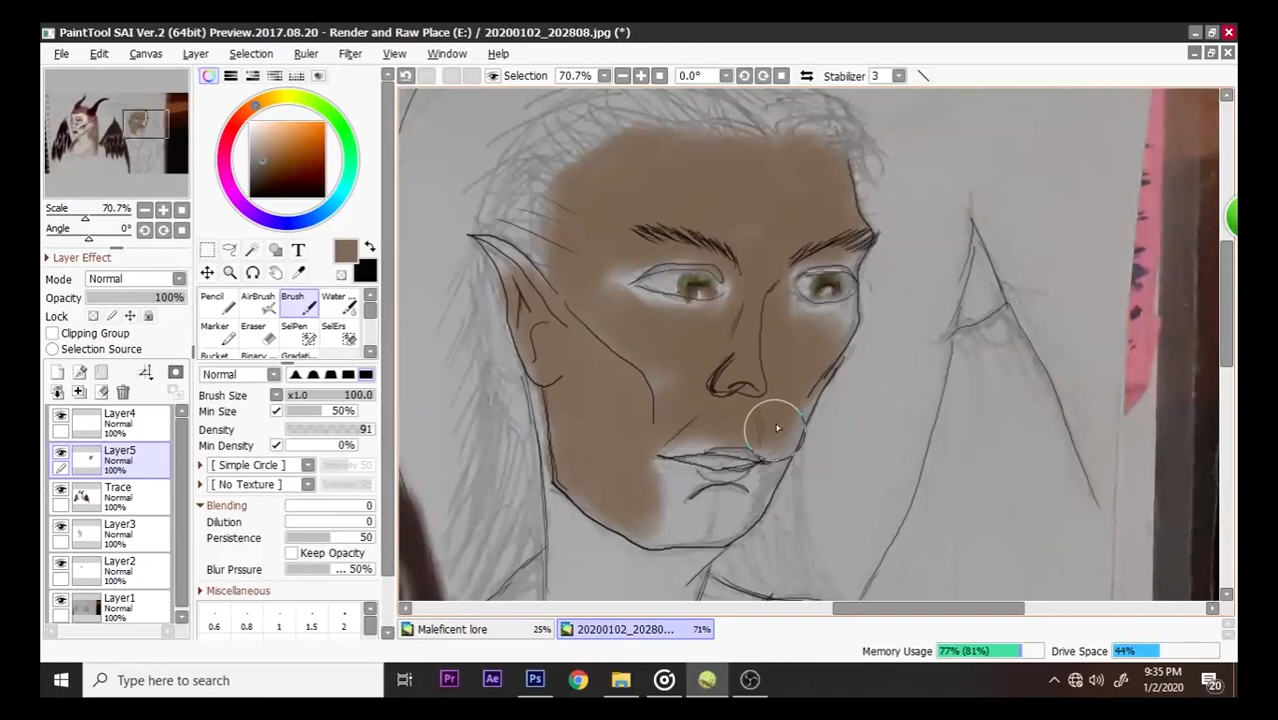 PaintTool SAI Ver.2 (64bit) Preview.2017.08.20 - Render and Raw Place (E:) / 20200102_202808.jpg (*)
File Edit Canvas Layer Selection Ruler Filter View Window Help
Selection 70.7% 0.0° Stabilizer 3
Scale 70.7%
Angle 0°
Layer Effect
Mode Normal
Opacity 100%
Lock
Clipping Group
Selection Source
Layer4
Normal
100%
Layer5
Normal
100%
Trace
Normal
100%
Layer3
Normal
100%
Layer2
Normal
100%
Layer1
Normal
100%
T
Pencil AirBrush Brush Water ...
Marker Eraser SelPen SelErs
Bucket Binary ... Gradati...
Normal
Brush Size x1.0 100.0
Min Size 50%
Density 91
Min Density 0%
[ Simple Circle ] Intensity 50
[ No Texture ]
Blending 0
Dilution 0
Persistence 50
Keep Opacity
Blur Prssure ... 50%
Miscellaneous
0.6 0.8 1 1.5 2
Maleficent lore 25% 20200102_20280... 71%
Memory Usage 77% (81%) Drive Space 44%
Type here to search
Pr Ae Ps
9:35 PM
1/2/2020
20